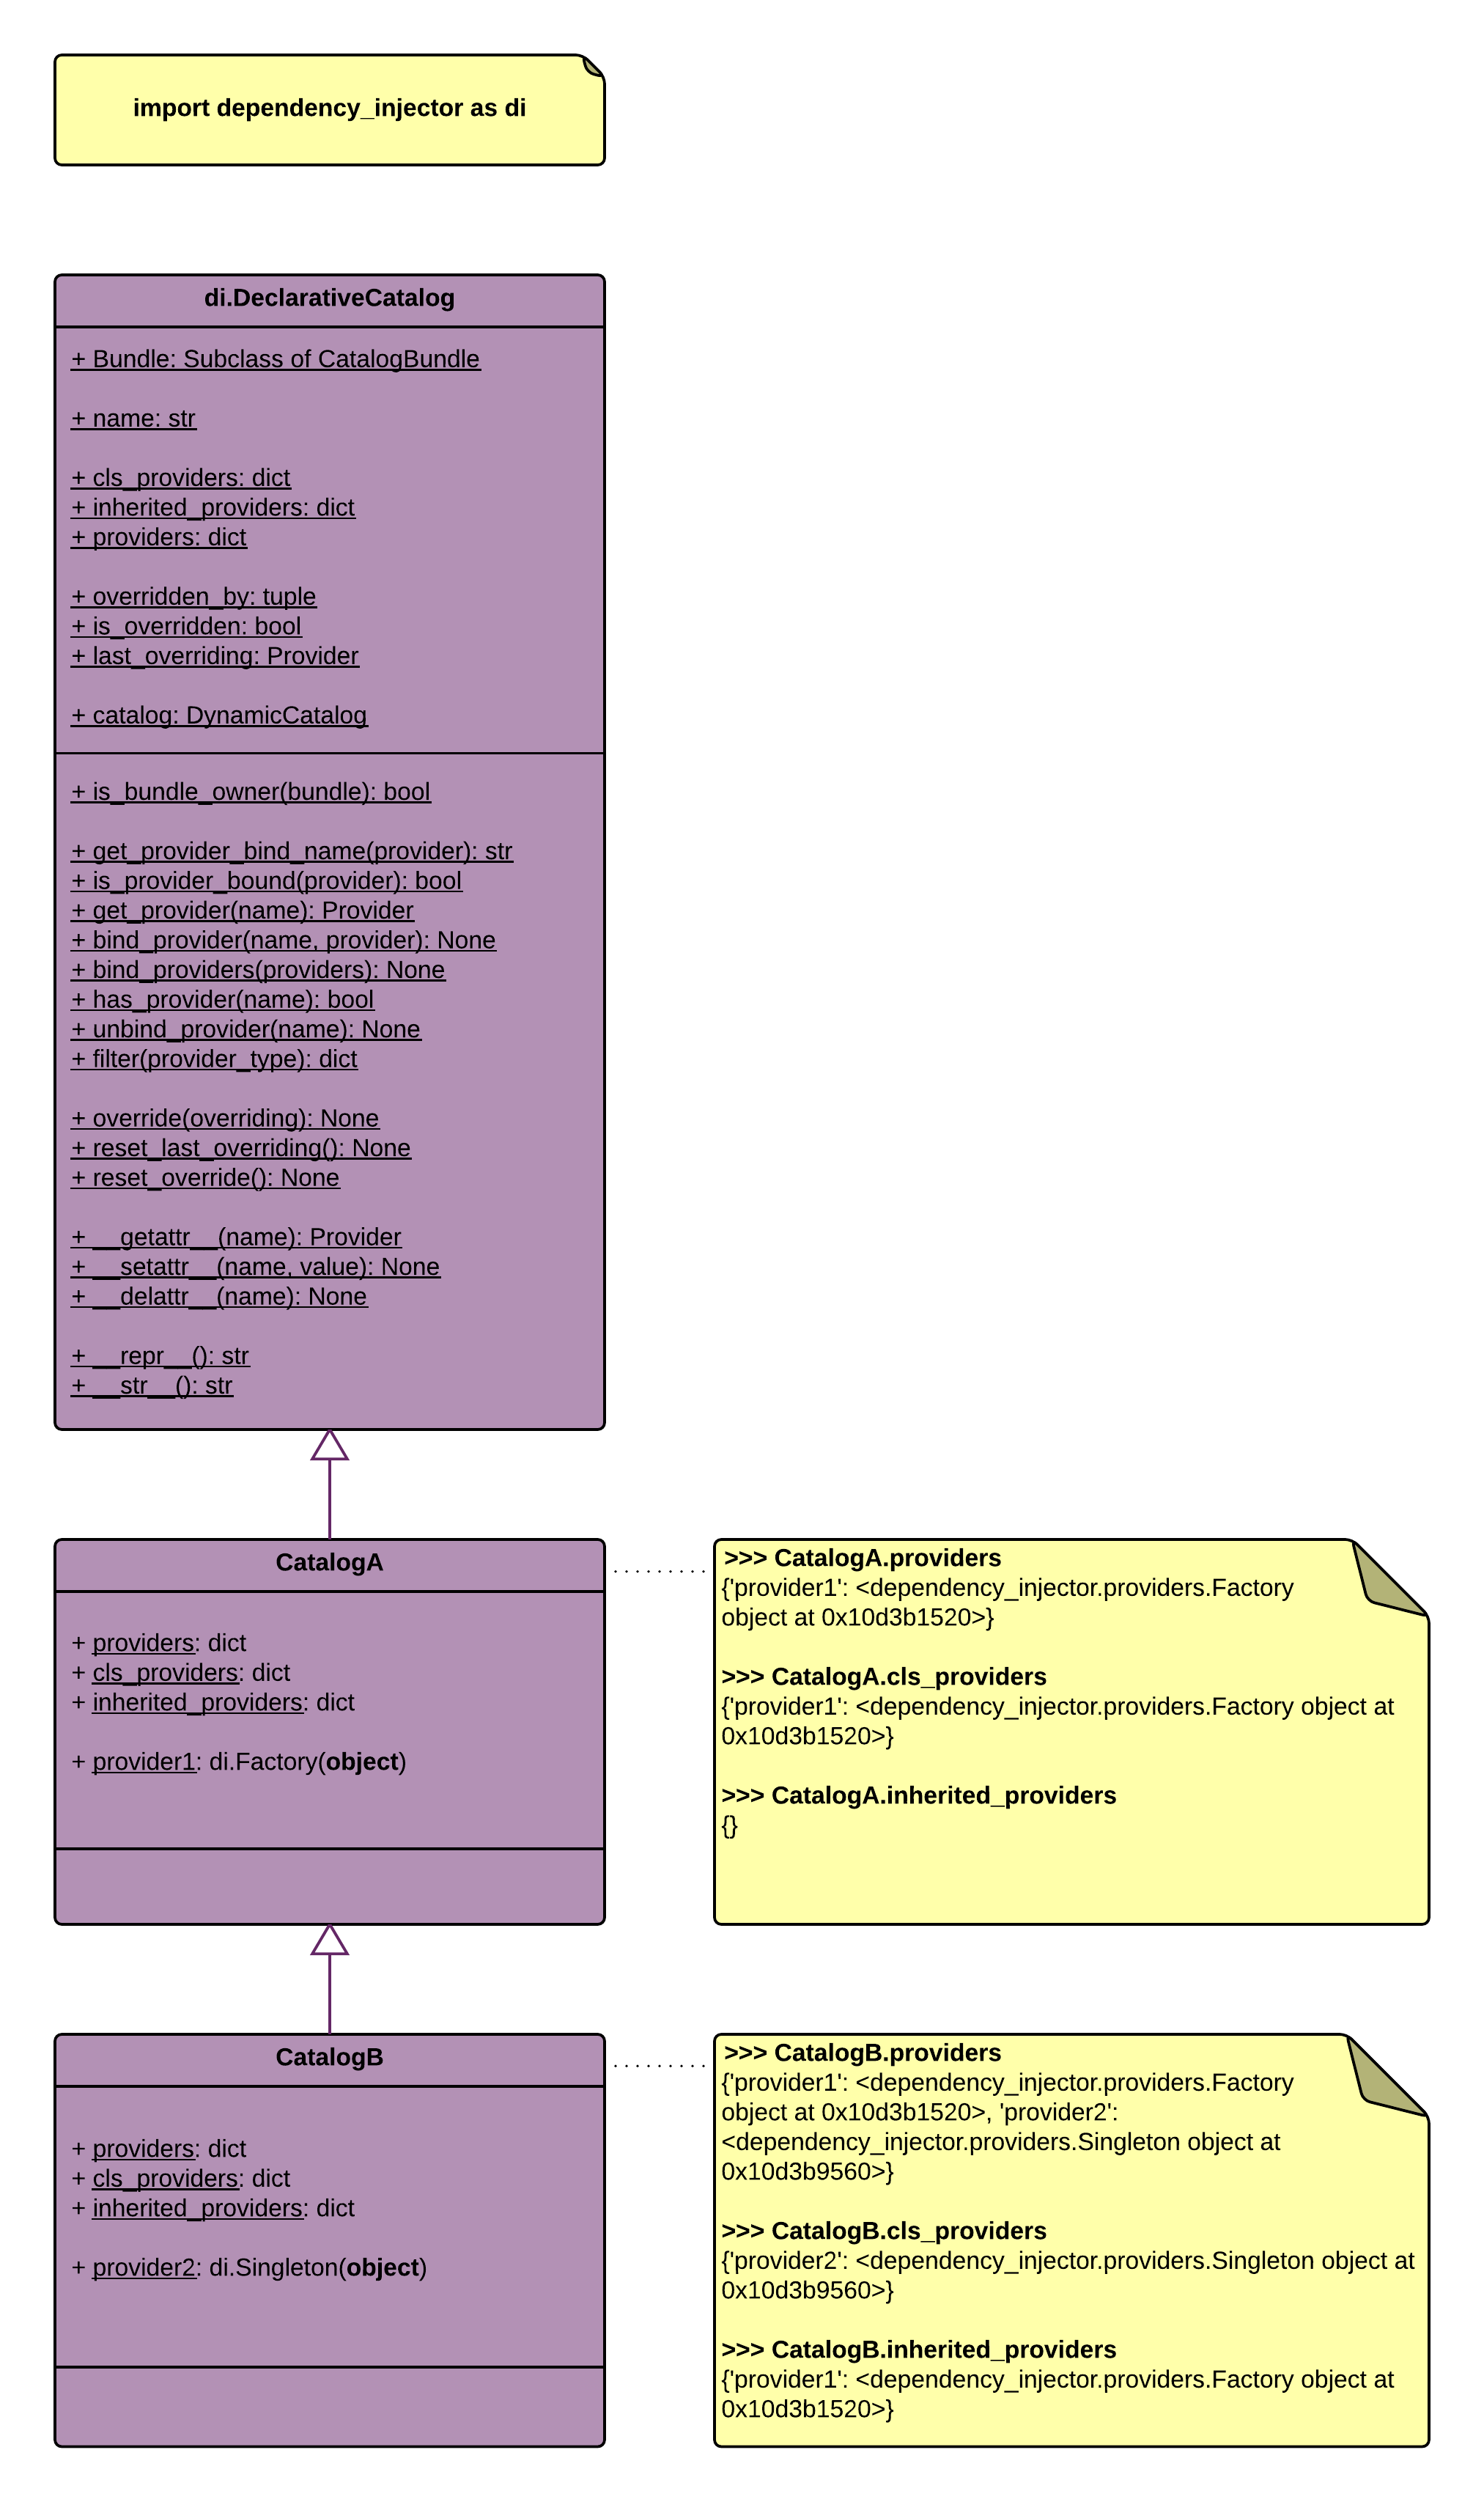 import dependency_injector as di
di.DeclarativeCatalog
+ Bundle: Subclass of CatalogBundle
+ name: str
+ cls_providers: dict
+ inherited_providers: dict
+ providers: dict
+ overridden_by: tuple
+ is_overridden: bool
+ last_overriding: Provider
+ catalog: DynamicCatalog
+ is_bundle_owner(bundle): bool
+ get_provider_bind_name(provider): str
+ is_provider_bound(provider): bool
+ get_provider(name): Provider
+ bind_provider(name, provider): None
+ bind_providers(providers): None
+ has_provider(name): bool
+ unbind_provider(name): None
+ filter(provider_type): dict
+ override(overriding): None
+ reset_last_overriding(): None
+ reset_override(): None
+ __getattr__(name): Provider
+ __setattr__(name, value): None
+ __delattr__(name): None
+ __repr__(): str
+ __str__(): str
CatalogA
+ providers: dict
+ cls_providers: dict
+ inherited_providers: dict
+ provider1: di.Factory(object)
>>> CatalogA.providers
{'provider1': <dependency_injector.providers.Factory
object at 0x10d3b1520>}
>>> CatalogA.cls_providers
{'provider1': <dependency_injector.providers.Factory object at
0x10d3b1520>}
>>> CatalogA.inherited_providers
{}
CatalogB
+ providers: dict
+ cls_providers: dict
+ inherited_providers: dict
+ provider2: di.Singleton(object)
>>> CatalogB.providers
{'provider1': <dependency_injector.providers.Factory
object at 0x10d3b1520>, 'provider2':
<dependency_injector.providers.Singleton object at
0x10d3b9560>}
>>> CatalogB.cls_providers
{'provider2': <dependency_injector.providers.Singleton object at
0x10d3b9560>}
>>> CatalogB.inherited_providers
{'provider1': <dependency_injector.providers.Factory object at
0x10d3b1520>}